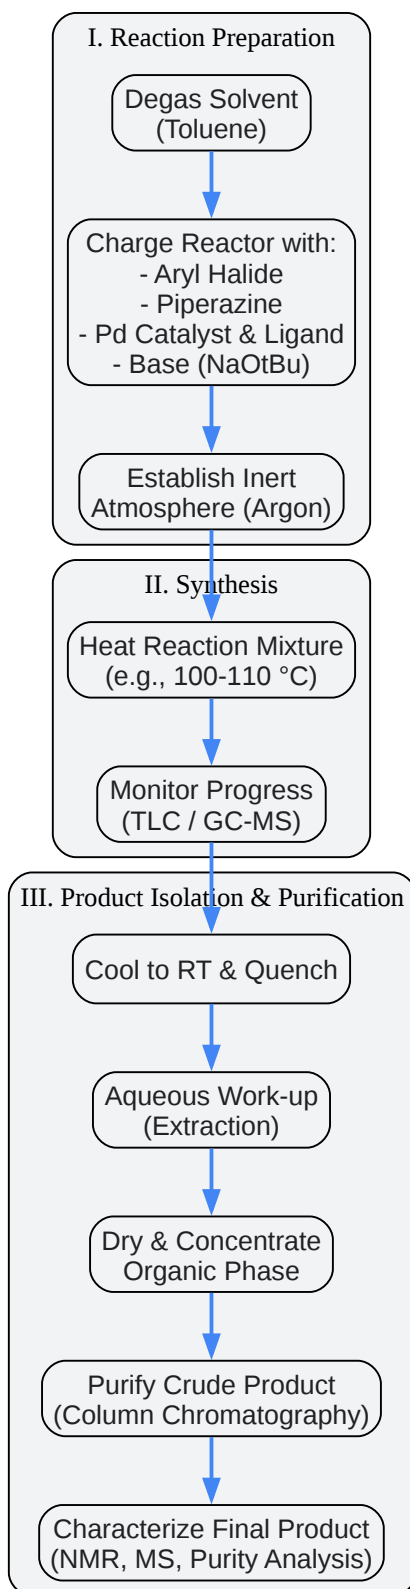 I. Reaction Preparation
Degas Solvent
(Toluene)
Charge Reactor with:
- Aryl Halide
- Piperazine
- Pd Catalyst & Ligand
- Base (NaOtBu)
Establish Inert
Atmosphere (Argon)
II. Synthesis
Heat Reaction Mixture
(e.g., 100-110 °C)
Monitor Progress
(TLC / GC-MS)
III. Product Isolation & Purification
Cool to RT & Quench
Aqueous Work-up
(Extraction)
Dry & Concentrate
Organic Phase
Purify Crude Product
(Column Chromatography)
Characterize Final Product
(NMR, MS, Purity Analysis)